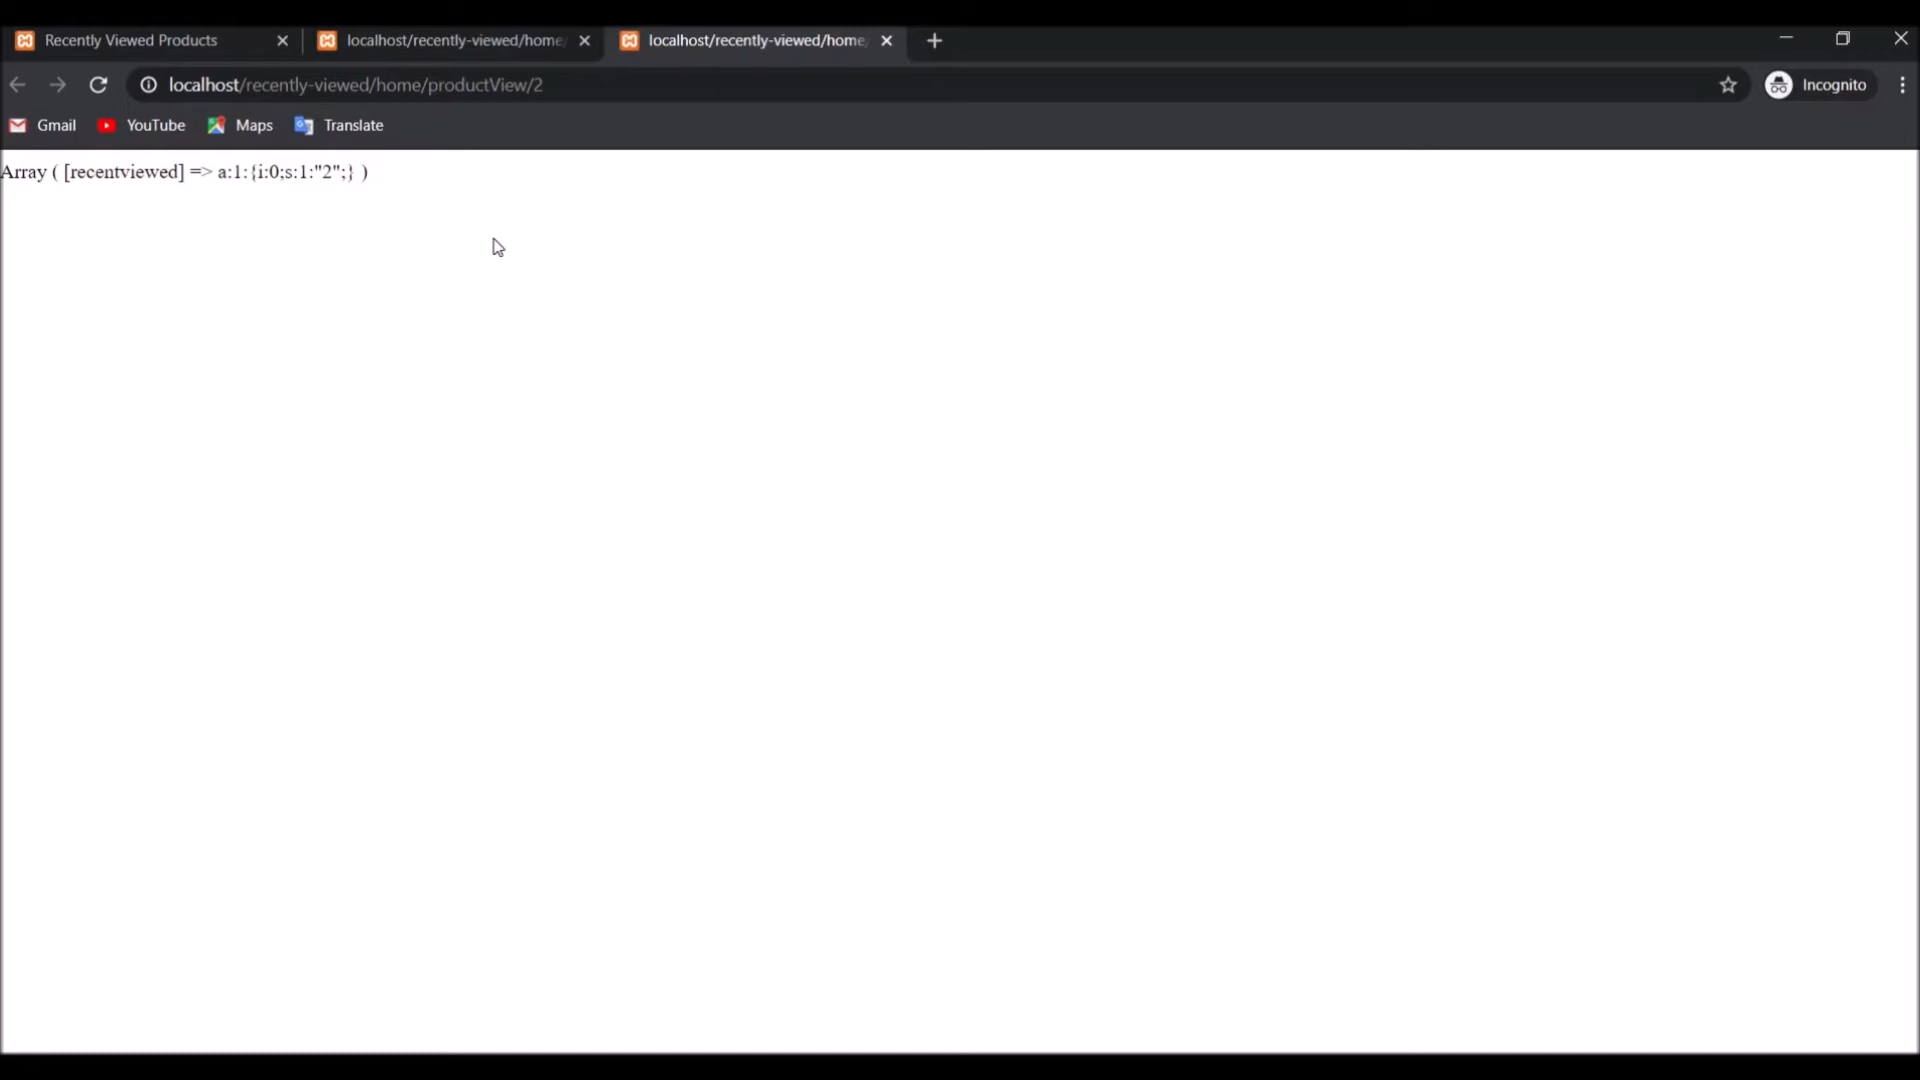 Recently Viewed Products
localhost/recently-viewed/home/
localhost/recently-viewed/home/
localhost/recently-viewed/home/productView/2
Incognito
Gmail
YouTube
Maps
Translate
Array ( [recentviewed] => a:1:{i:0;s:1:"2";} )